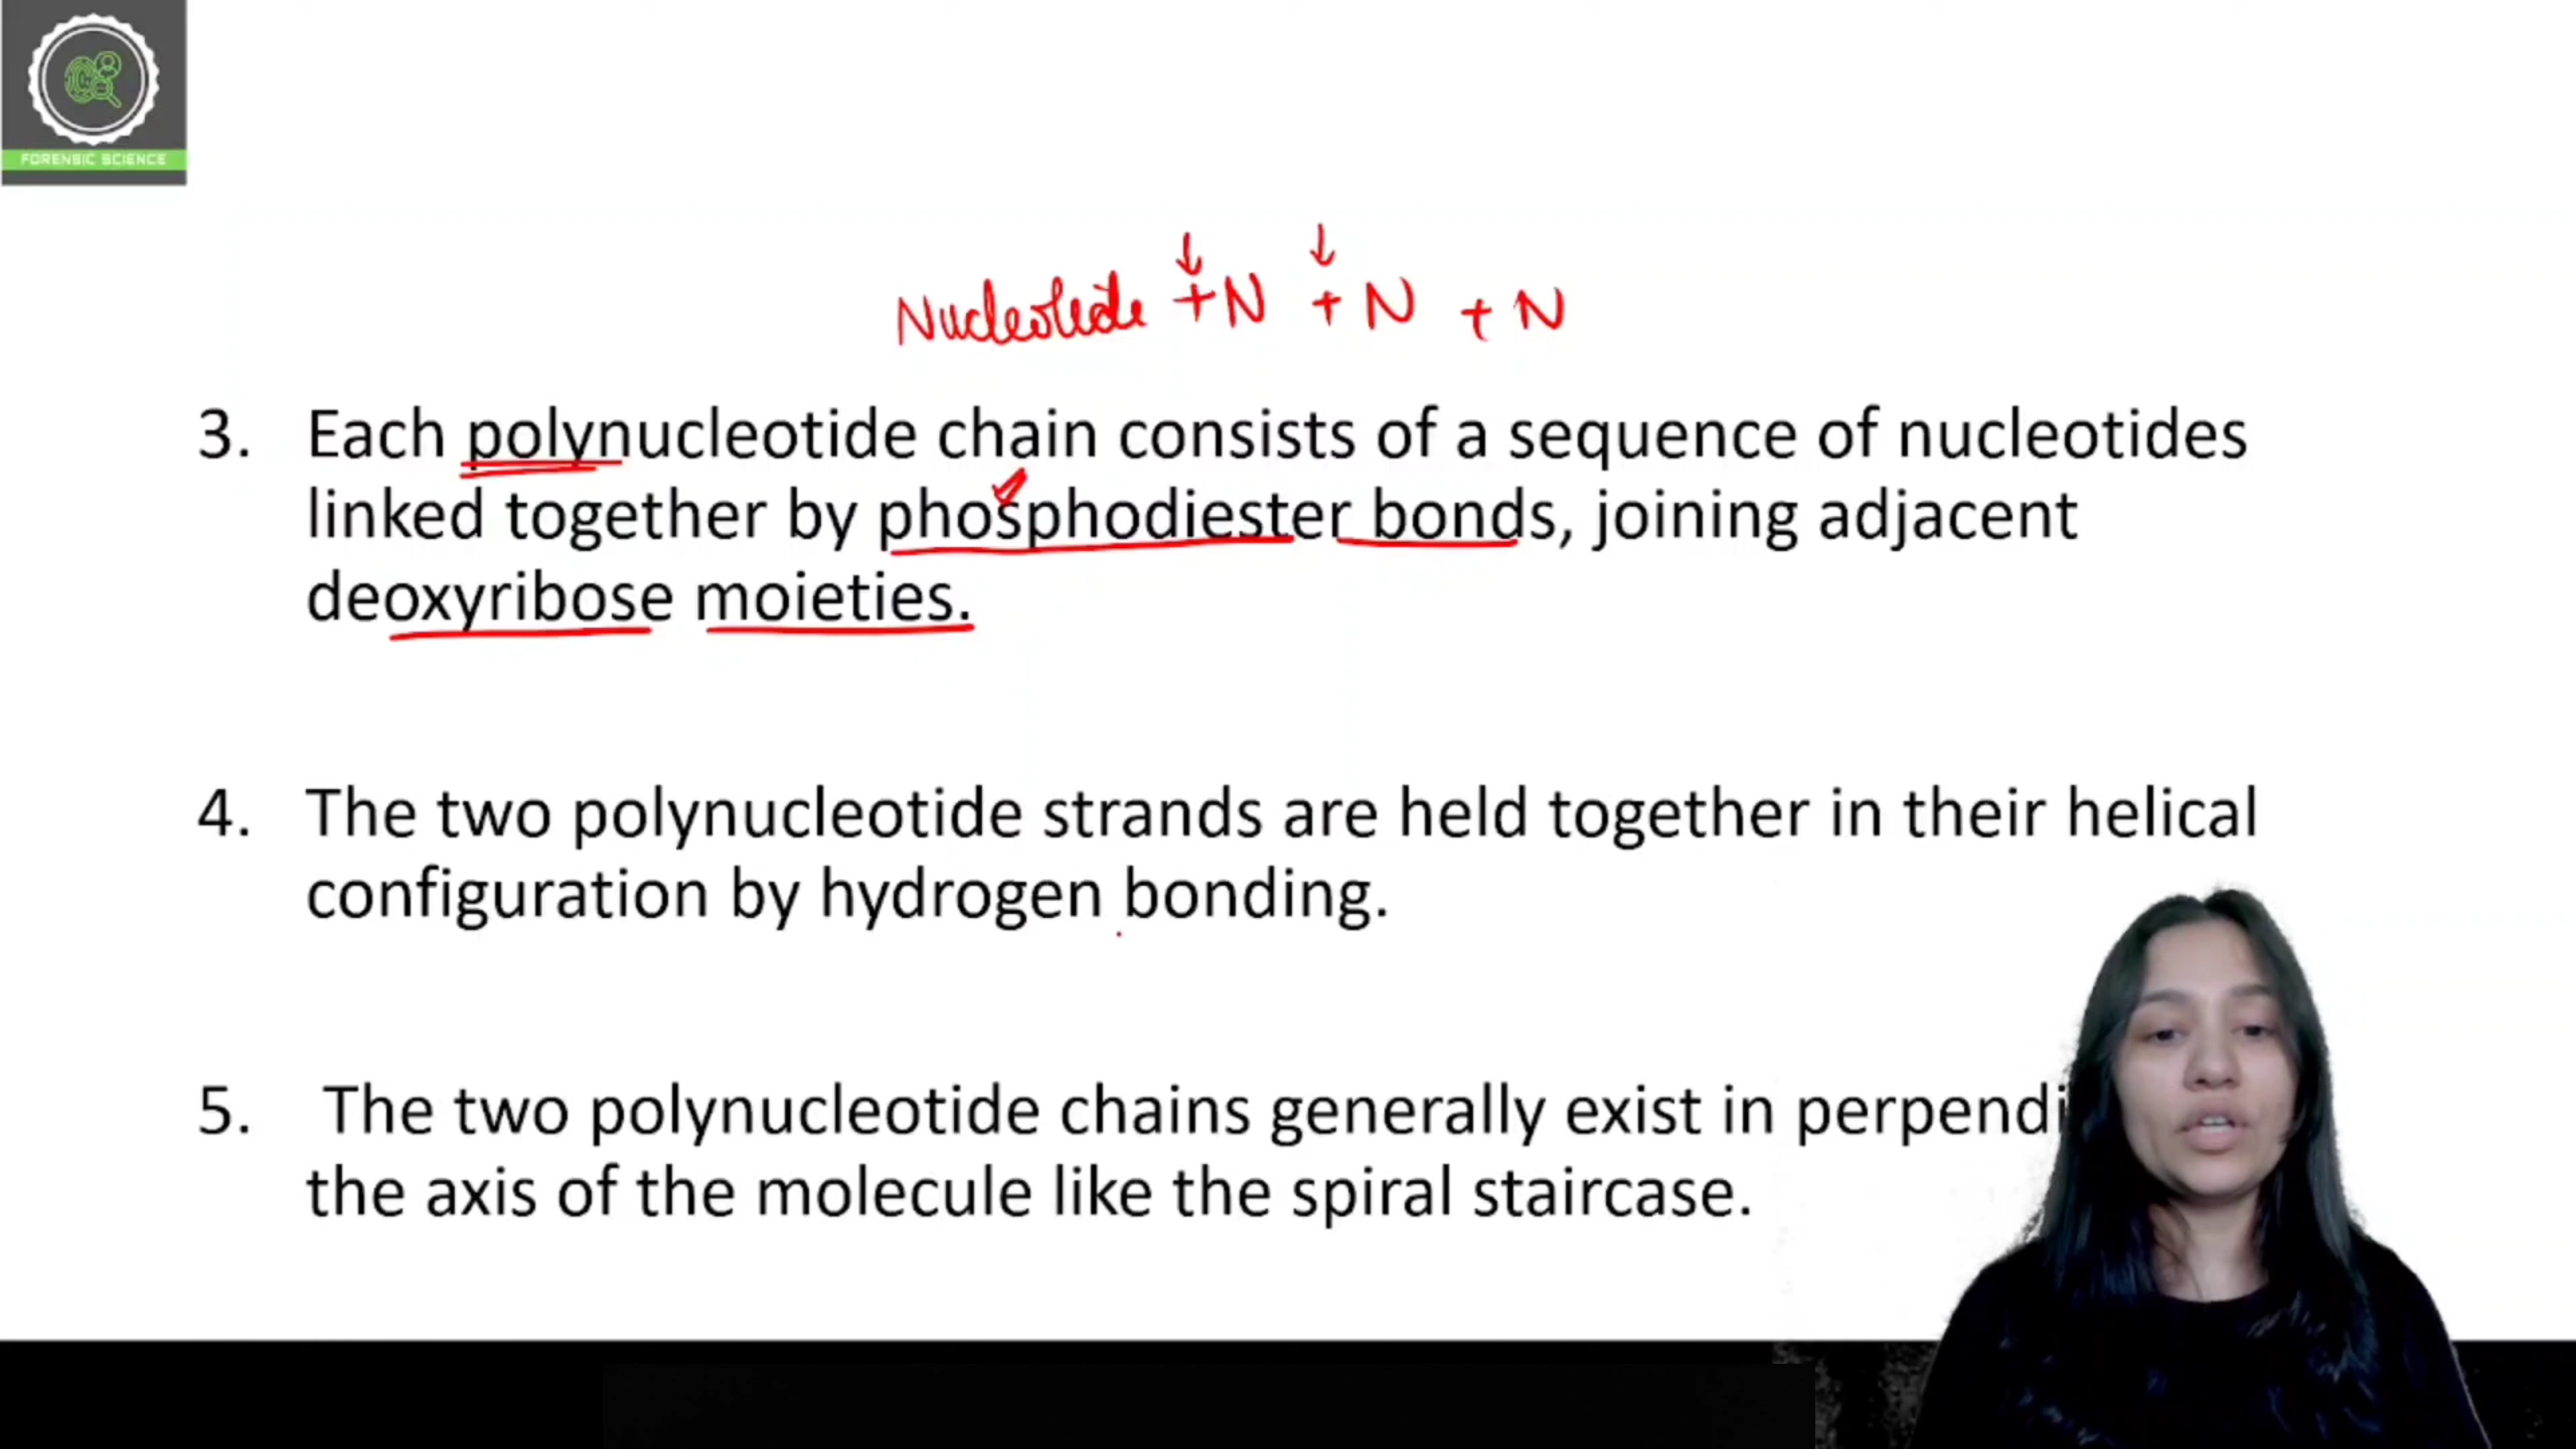 FORENSIC SCIENCE
Nucleotide + N + N + N
3. Each polynucleotide chain consists of a sequence of nucleotides
linked together by phosphodiester bonds, joining adjacent
deoxyribose moieties.
4. The two polynucleotide strands are held together in their helical
configuration by hydrogen bonding.
5. The two polynucleotide chains generally exist in
the axis of the molecule like the spiral staircase.